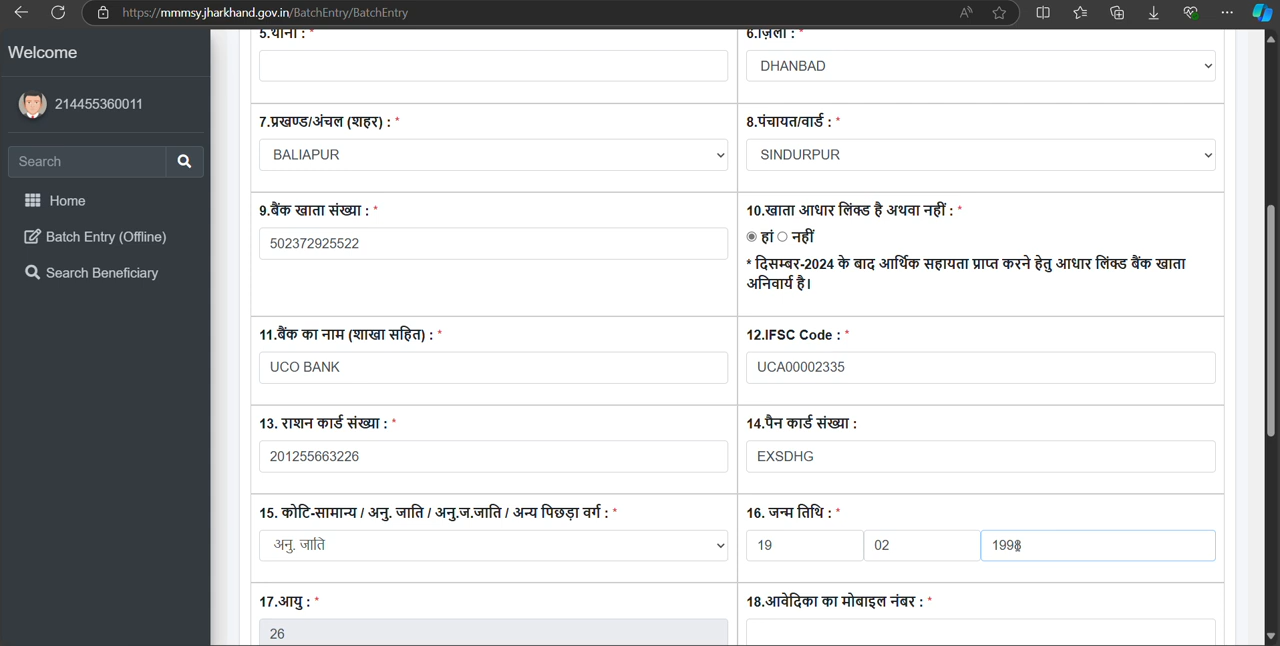 https://mmmsy.jharkhand.gov.in/BatchEntry/BatchEntry
Welcome
214455360011
Search
Home
Batch Entry (Offline)
Search Beneficiary
5.थाना : *
6.ज़िला : *
DHANBAD
7.प्रखण्ड/अंचल (शहर) : *
8.पंचायत/वार्ड : *
BALIAPUR
SINDURPUR
9.बैंक खाता संख्या : *
10.खाता आधार लिंक्ड है अथवा नहीं : *
502372925522
हां नहीं
* दिसम्बर-2024 के बाद आर्थिक सहायता प्राप्त करने हेतु आधार लिंक्ड बैंक खाता
अनिवार्य है।
11.बैंक का नाम (शाखा सहित) : *
12.IFSC Code : *
UCO BANK
UCA00002335
13. राशन कार्ड संख्या : *
14.पैन कार्ड संख्या :
201255663226
EXSDHG
15. कोटि-सामान्य / अनु. जाति / अनु.ज.जाति / अन्य पिछड़ा वर्ग : *
16. जन्म तिथि : *
अनु. जाति
19 02 1998
17.आयु : *
18.आवेदिका का मोबाइल नंबर : *
26